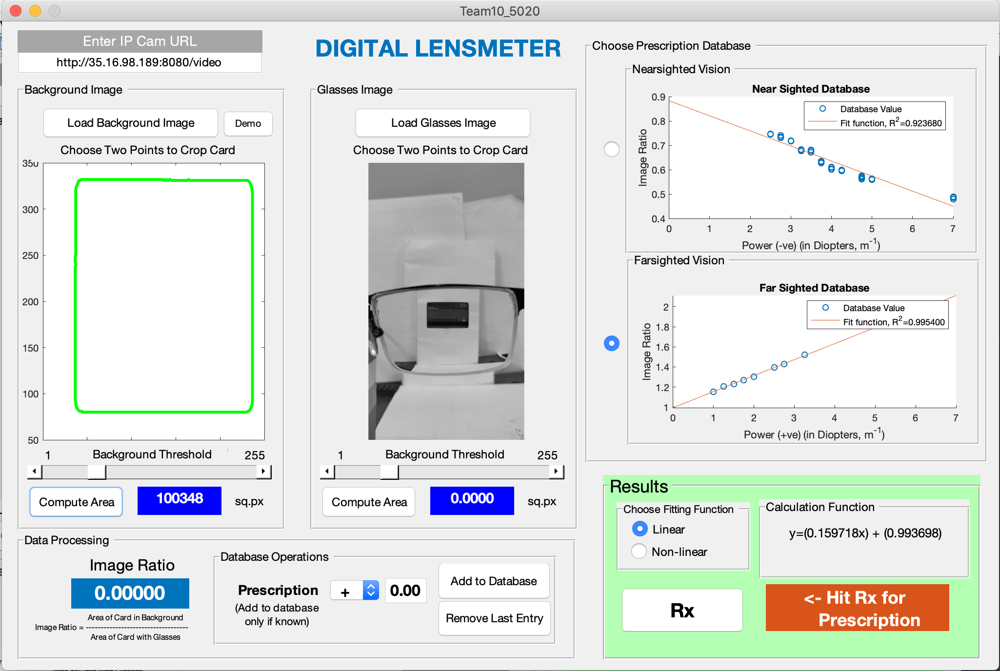 Team10_5020
Enter IP Cam URL
http://35.16.98.189:8080/video
DIGITAL LENSMETER
Background Image
Load Background Image
Demo
Choose Two Points to Crop Card
350
300
250
200
150
100
50
1
Background Threshold
255
Compute Area
100348
sq.px
Glasses Image
Load Glasses Image
Choose Two Points to Crop Card
1
Background Threshold
255
Compute Area
0.0000
sq.px
Data Processing
Image Ratio
0.00000
Area of Card in Background
Image Ratio = -----------------------------------
Area of Card with Glasses
Database Operations
Prescription
(Add to database
only if known)
+
0.00
Add to Database
Remove Last Entry
Choose Prescription Database
Nearsighted Vision
Near Sighted Database
Database Value
Fit function, R²=0.923680
Image Ratio
0.9
0.8
0.7
0.6
0.5
0.4
0 1 2 3 4 5 6 7
Power (-ve) (in Diopters, m⁻¹)
Farsighted Vision
Far Sighted Database
Database Value
Fit function, R²=0.995400
Image Ratio
2
1.8
1.6
1.4
1.2
1
0 1 2 3 4 5 6 7
Power (+ve) (in Diopters, m⁻¹)
Results
Choose Fitting Function
Linear
Non-linear
Calculation Function
y=(0.159718x) + (0.993698)
Rx
<- Hit Rx for
Prescription